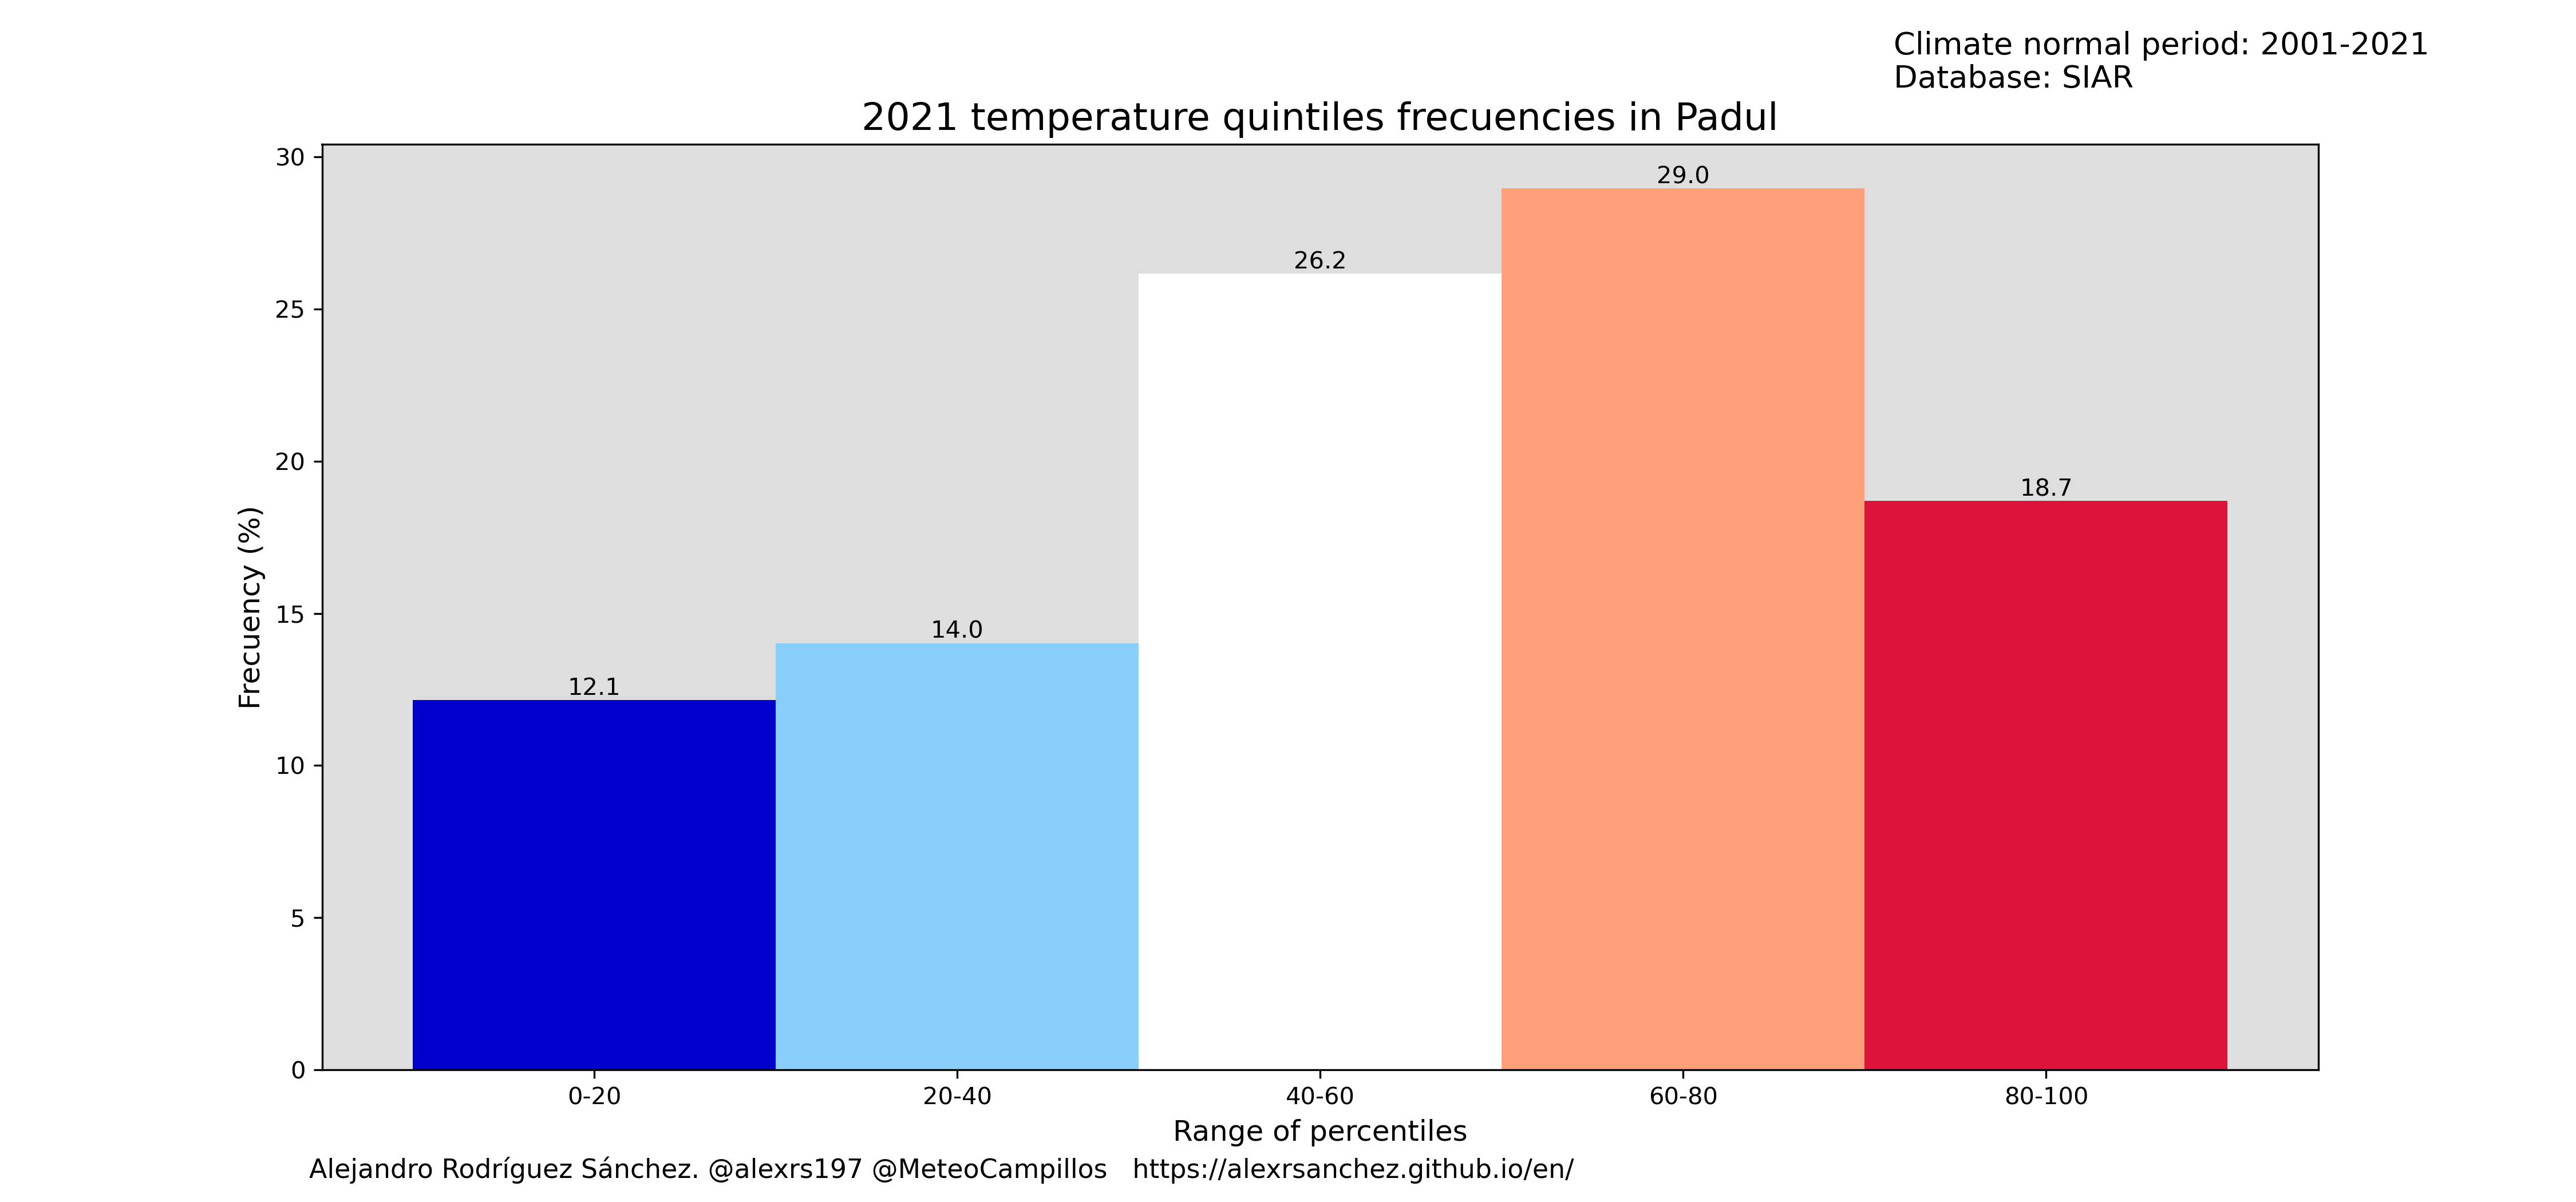 Climate normal period: 2001-2021
Database: SIAR
2021 temperature quintiles frecuencies in Padul
30
25
20
15
10
5
0
Frecuency (%)
12.1
14.0
26.2
29.0
18.7
0-20
20-40
40-60
60-80
80-100
Range of percentiles
Alejandro Rodríguez Sánchez. @alexrs197 @MeteoCampillos https://alexrsanchez.github.io/en/